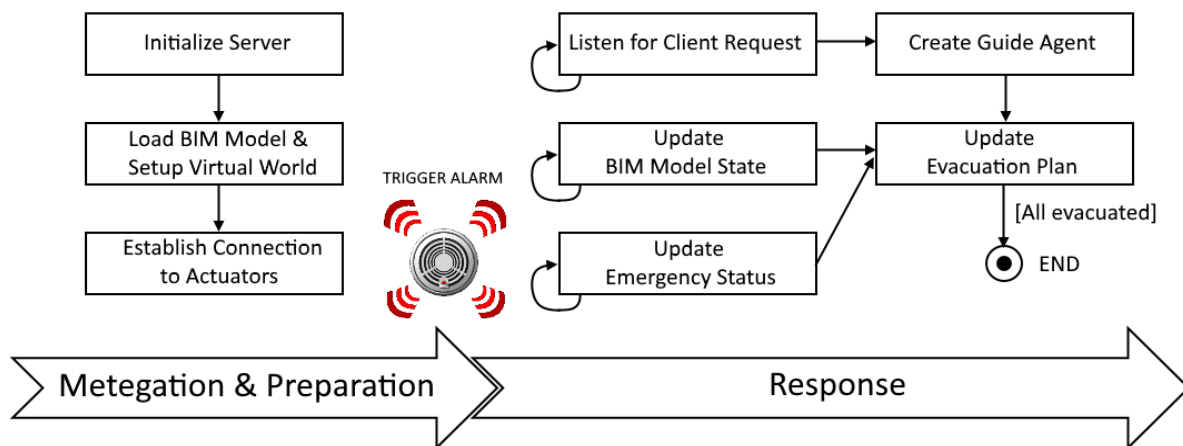 Initialize Server
Load BIM Model &
Setup Virtual World
Establish Connection
to Actuators
TRIGGER ALARM
Listen for Client Request
Create Guide Agent
Update
BIM Model State
Update
Evacuation Plan
[All evacuated]
Update
Emergency Status
END
Metegation & Preparation
Response